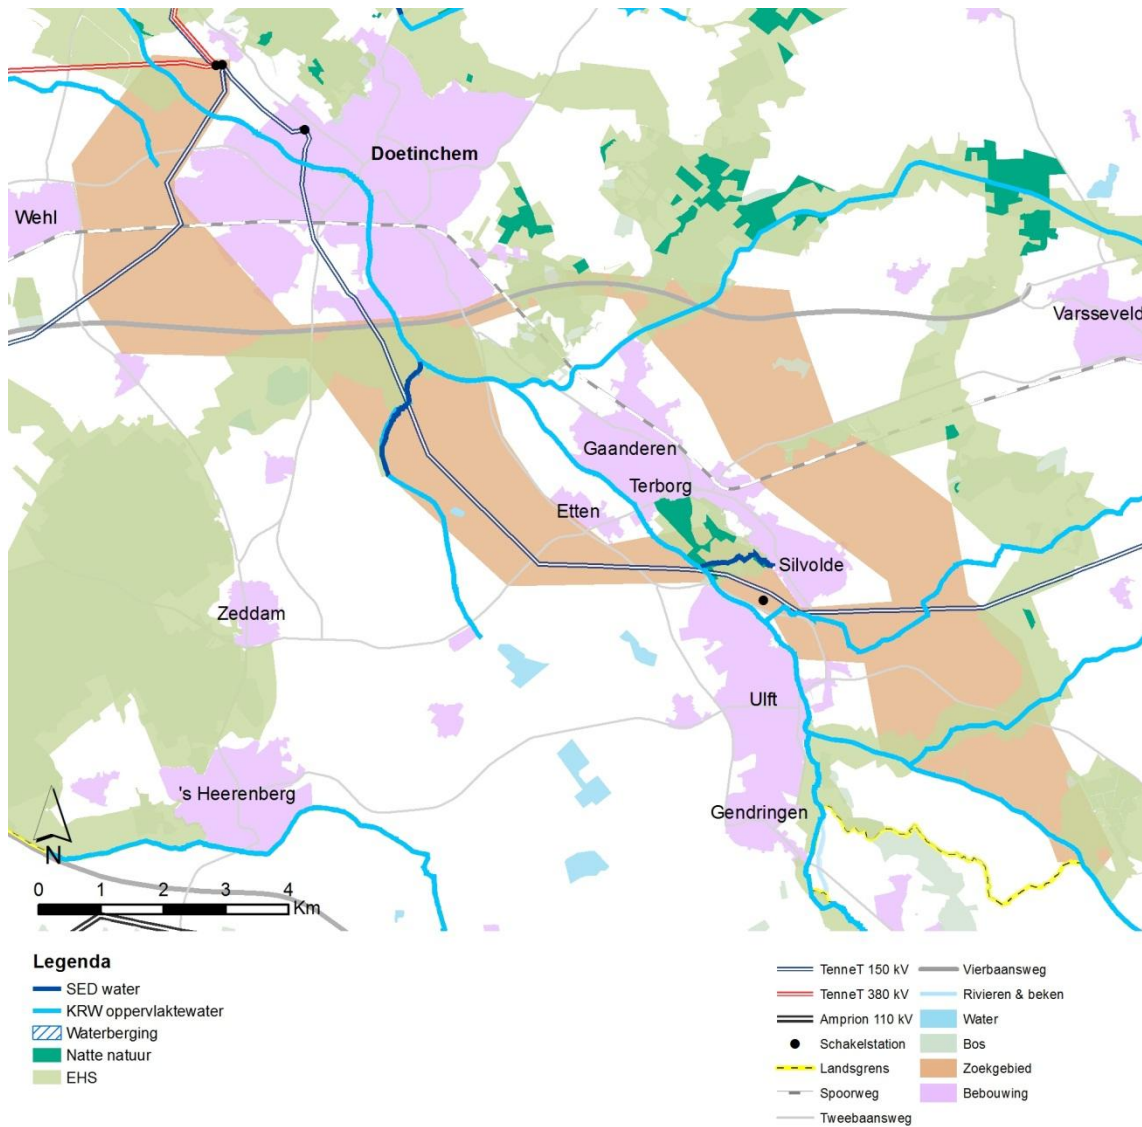 Doetinchem
Wehl
Varsseveld
Gaanderen
Terborg
Etten
Silvolde
Zeddam
Ulft
's Heerenberg
Gendringen
N
0 1 2 3 4
Km
Legenda
SED water
KRW oppervlaktewater
Waterberging
Natte natuur
EHS
TenneT 150 kV
TenneT 380 kV
Amprion 110 kV
Schakelstation
Landsgrens
Spoorweg
Tweebaansweg
Vierbaansweg
Rivieren & beken
Water
Bos
Zoekgebied
Bebouwing